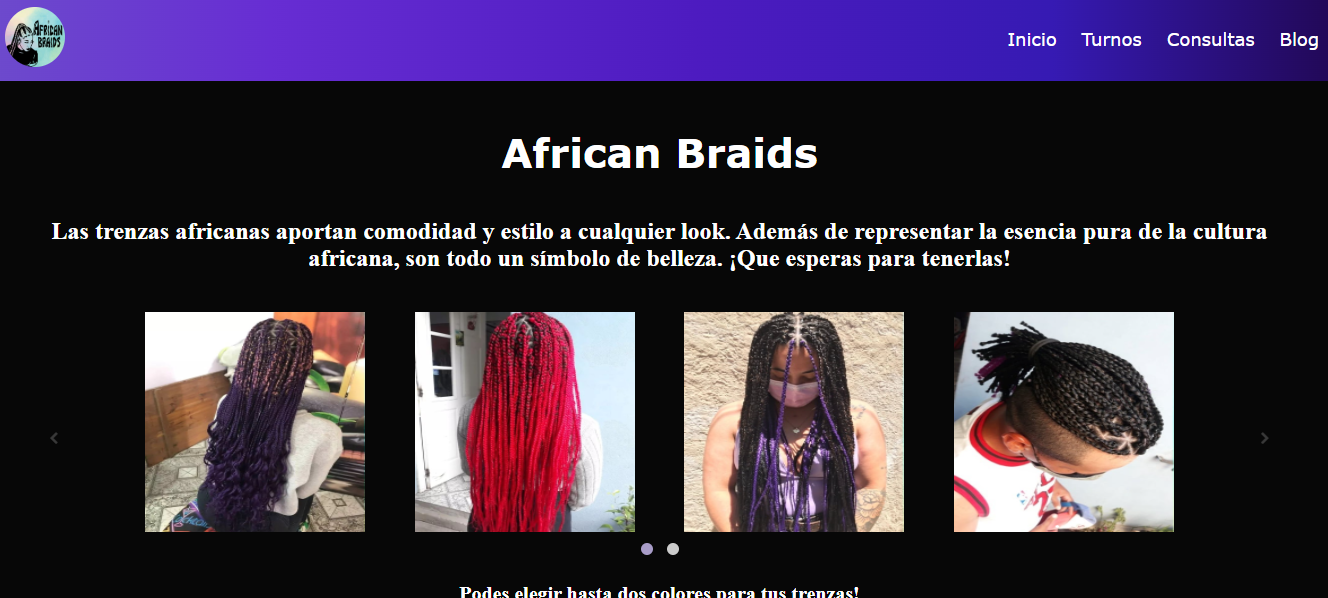 AFRICAN
BRAIDS
Inicio Turnos Consultas Blog
African Braids
Las trenzas africanas aportan comodidad y estilo a cualquier look. Además de representar la esencia pura de la cultura
africana, son todo un símbolo de belleza. ¡Que esperas para tenerlas!
Podes elegir hasta dos colores para tus trenzas!